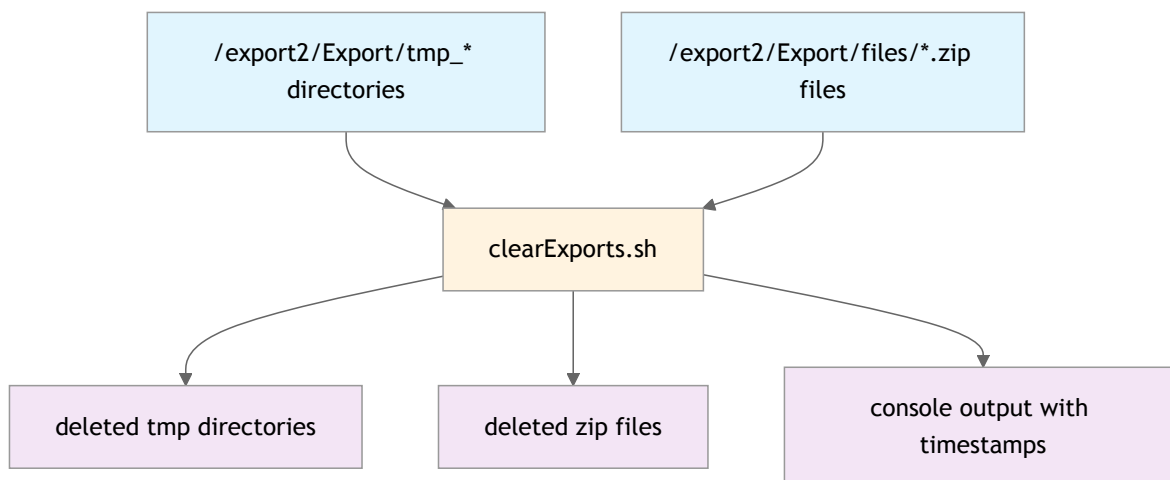 /export2/Export/tmp_*
directories
/export2/Export/files/*.zip
files
clearExports.sh
deleted tmp directories
deleted zip files
console output with
timestamps